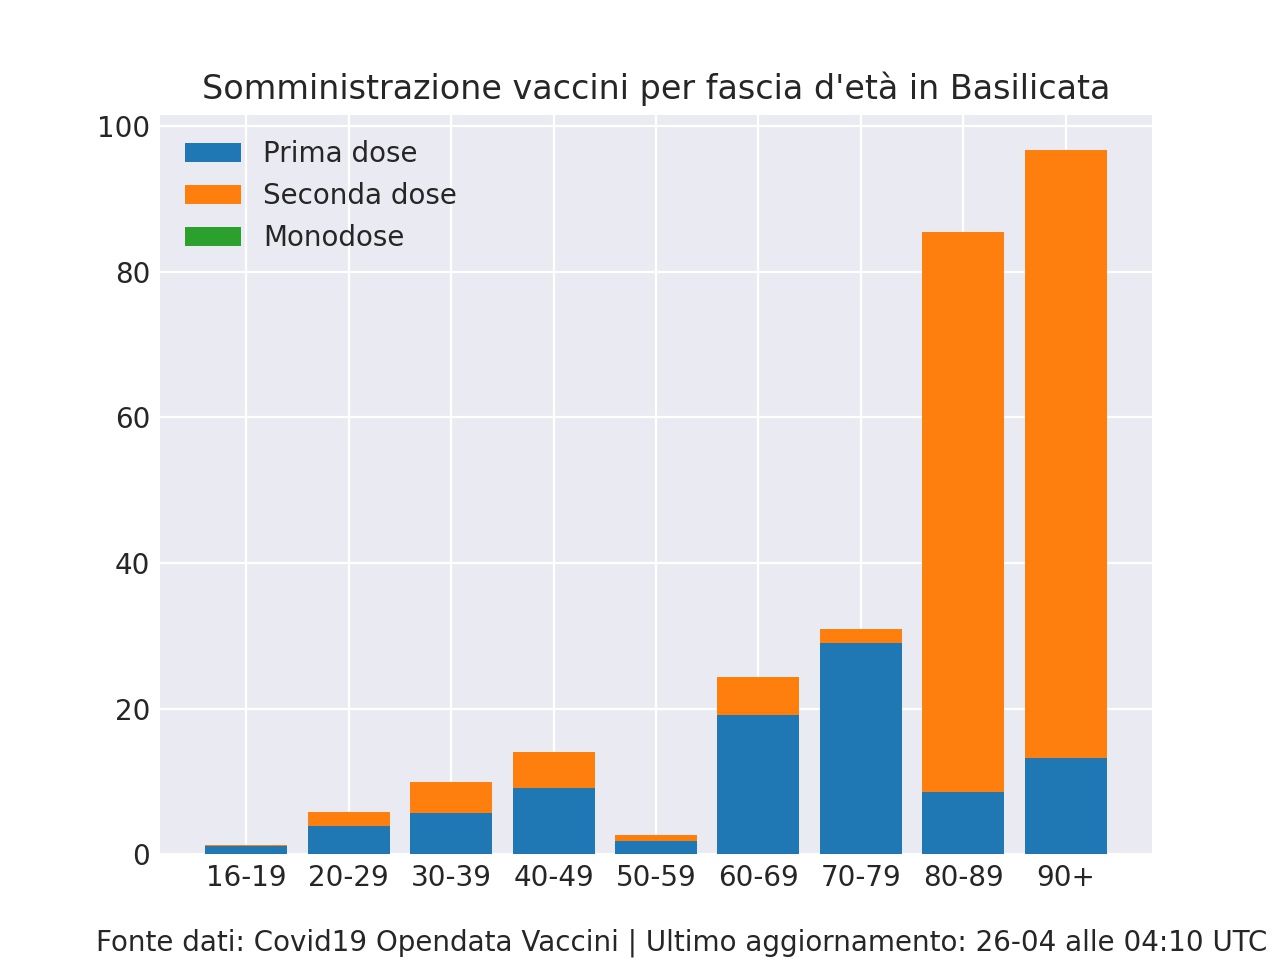 Somministrazione vaccini per fascia d'età in Basilicata
100
80
60
40
20
0
Prima dose
Seconda dose
Monodose
16-19 20-29 30-39 40-49 50-59 60-69 70-79 80-89 90+
Fonte dati: Covid19 Opendata Vaccini | Ultimo aggiornamento: 26-04 alle 04:10 UTC